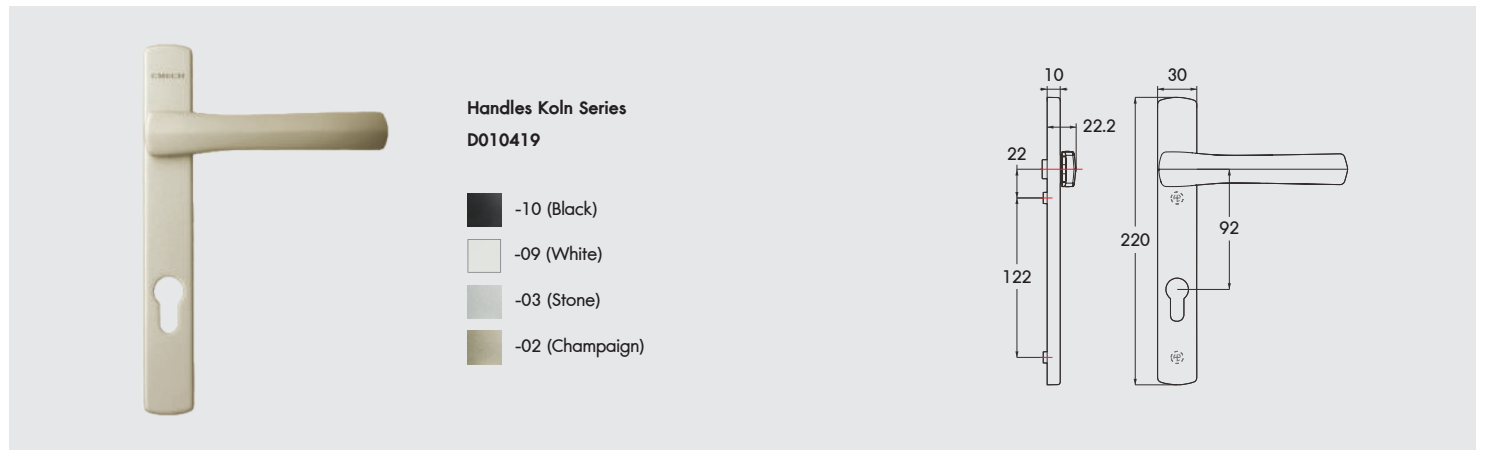 Handles Koln Series
D010419
-10 (Black)
-09 (White)
-03 (Stone)
-02 (Champaign)
10
30
22.2
22
92
220
122